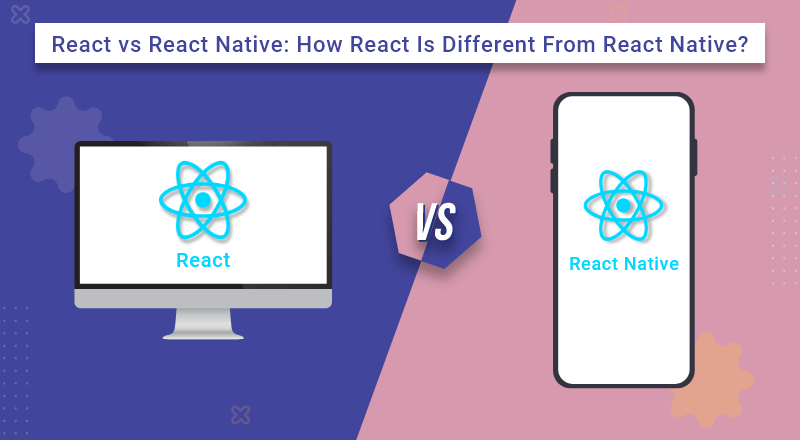 React vs React Native: How React Is Different From React Native?
React
VS
React Native